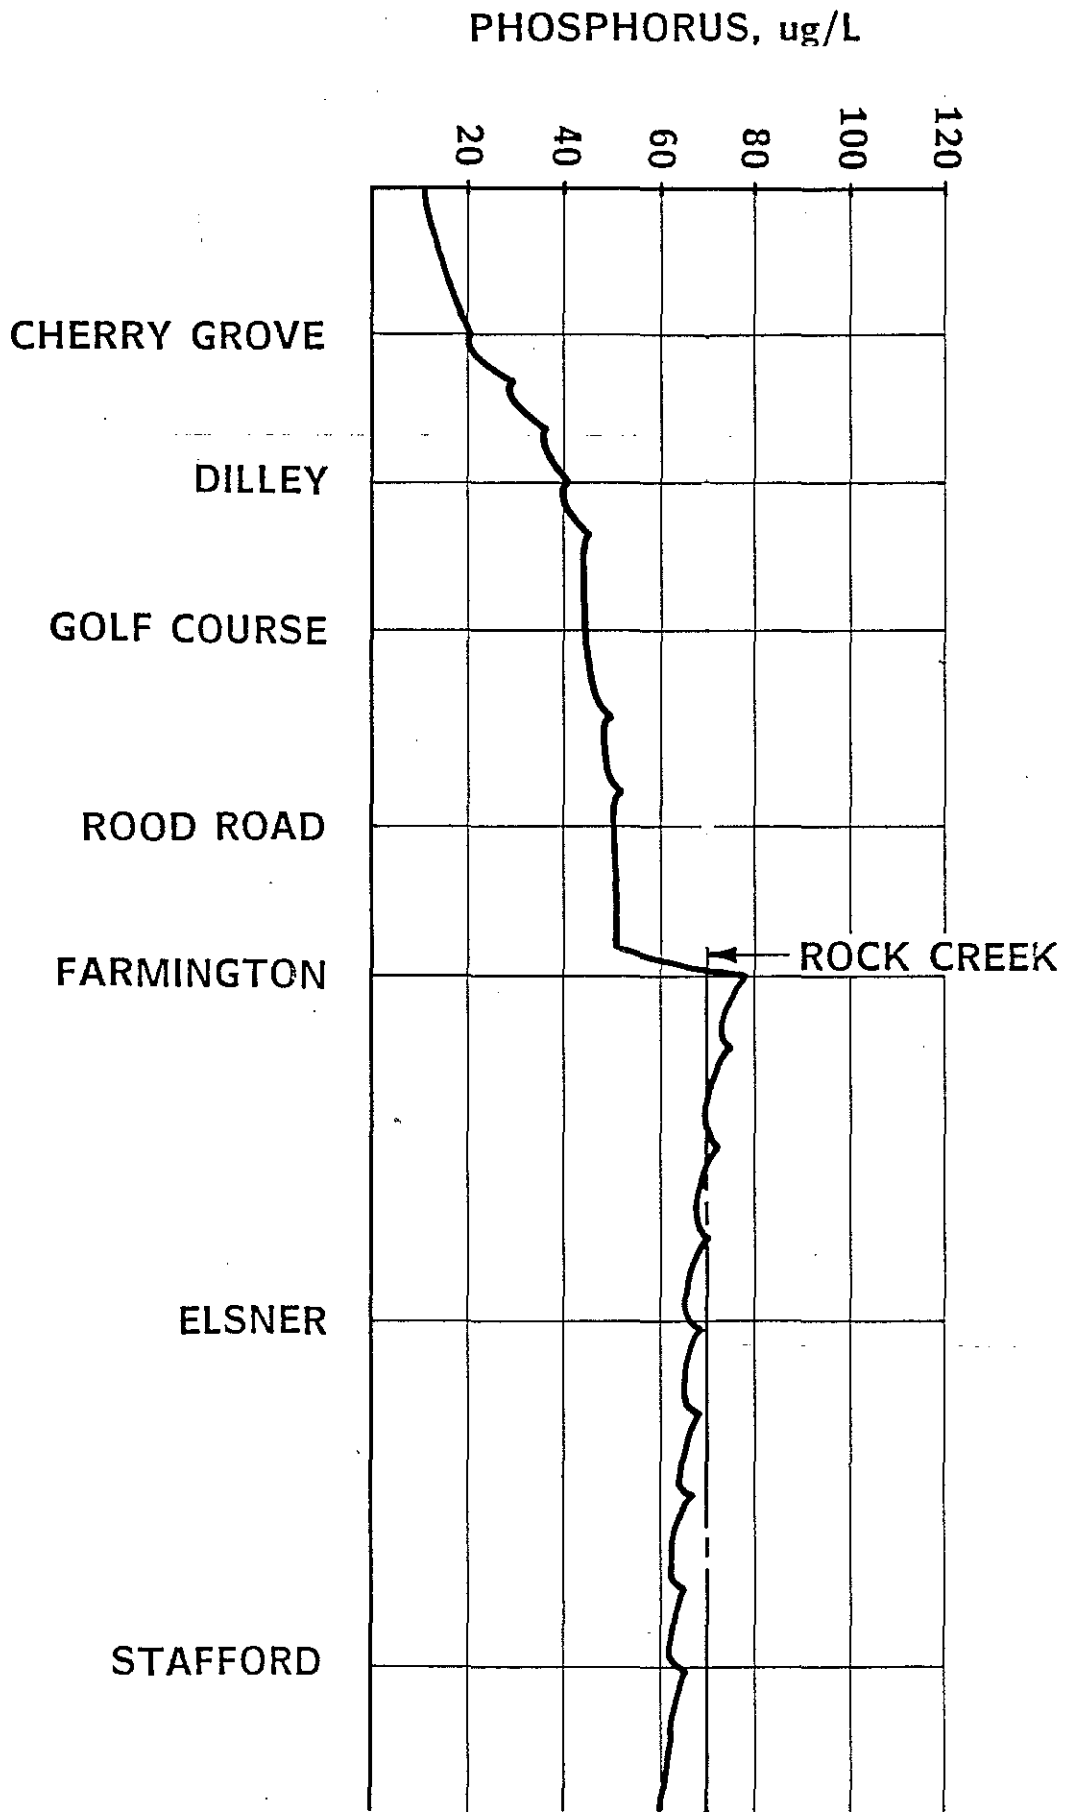 PHOSPHORUS, ug/L
20
40
60
80
100
120
CHERRY GROVE
DILLEY
GOLF COURSE
ROOD ROAD
ROCK CREEK
FARMINGTON
ELSNER
STAFFORD